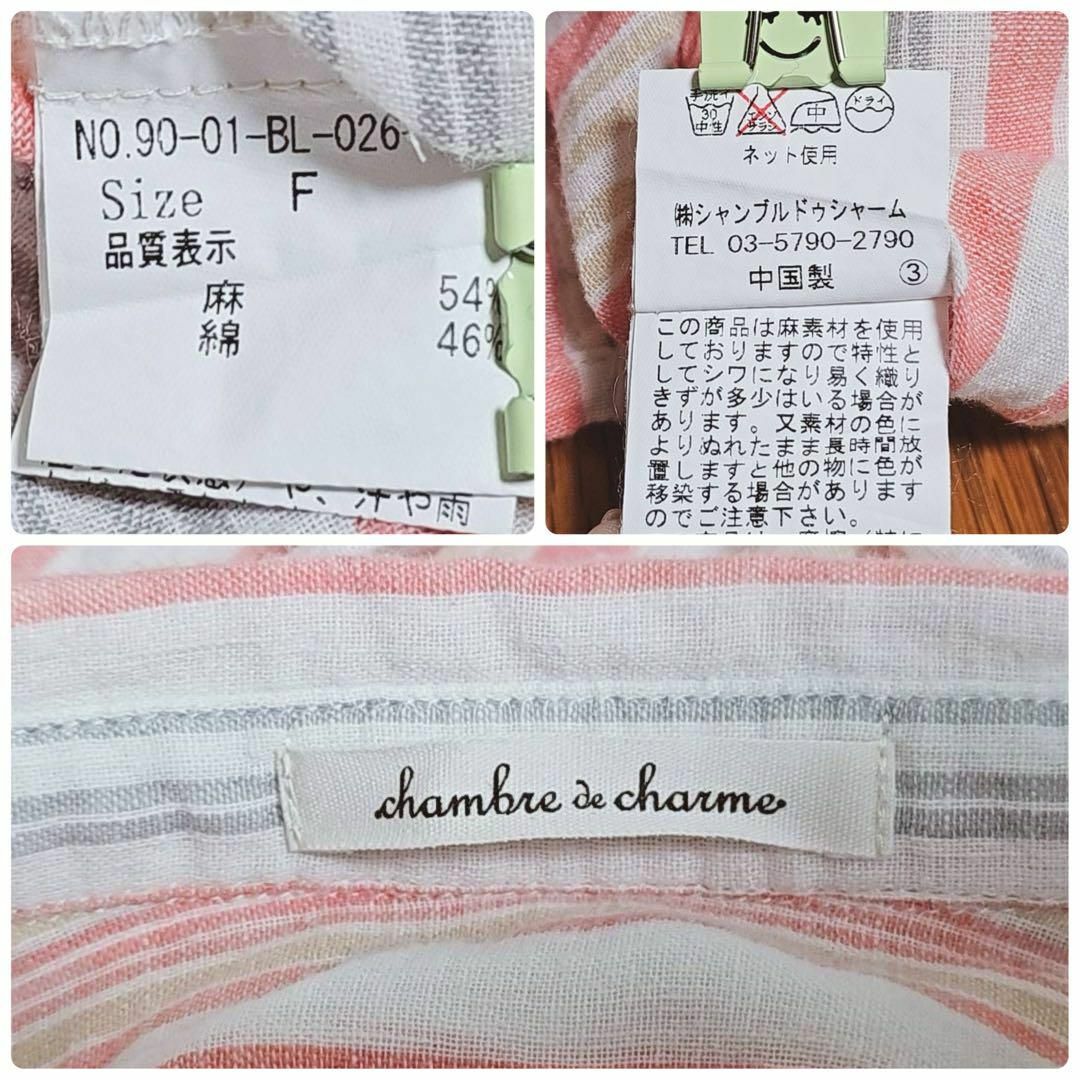 NO.90-01-BL-026-
Size F
品質表示
麻 54%
綿 46%
汗や雨
手洗イ
30
中性
エンソ
サラシ
中
ドライ
ネット使用
㈱シャンブルドゥシャーム
TEL 03-5790-2790
中国製 ③
この商品は麻素材を使用
しておりますので特性と
してシワになり易く織り
きずが多少はいる場合が
あります。又素材の色に
よりぬれたまま長時間放
置しますと他の物に色が
移染する場合があります
のでご注意下さい。
chambre de charme